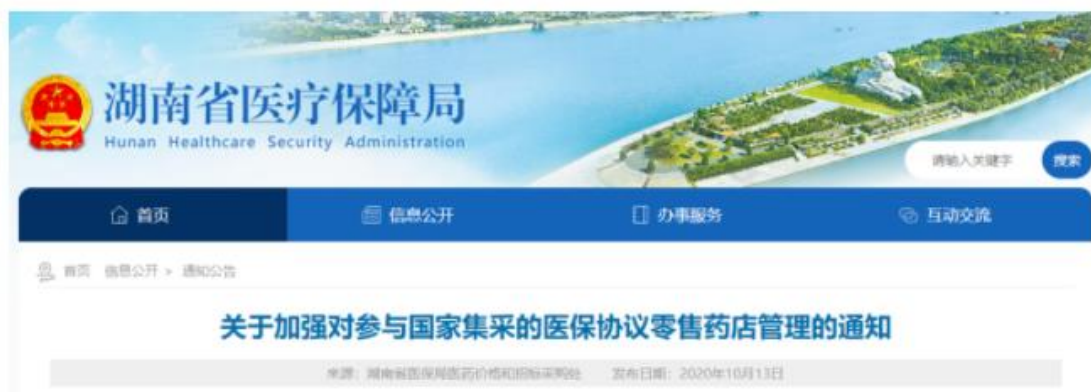 湖南省医疗保障局
Hunan Healthcare Security Administration
请输入关键字 搜索
首页 信息公开 办事服务 互动交流
首页 信息公开 » 通知公告
关于加强对参与国家集采的医保协议零售药店管理的通知
来源：湖南省医保局医药价格和招标采购处 发布日期：2020年10月13日